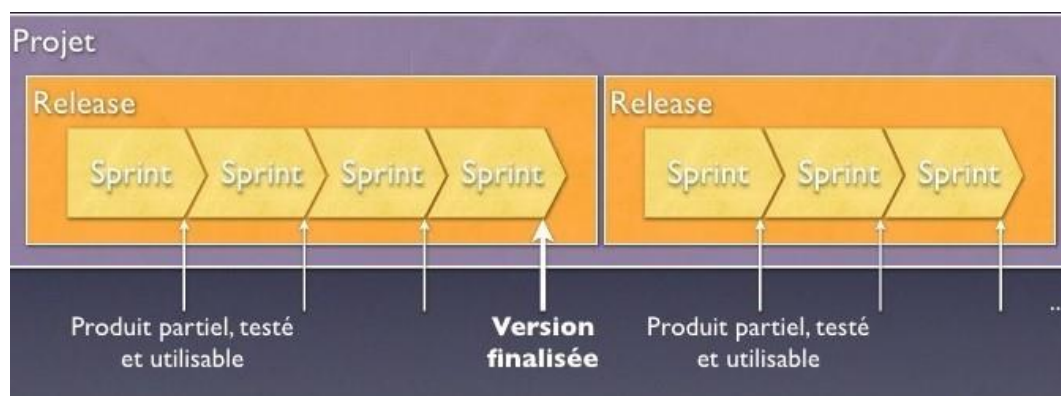 Projet
Release
Release
Sprint Sprint Sprint Sprint
Sprint Sprint Sprint
Produit partiel, testé
et utilisable
Version
finalisée
Produit partiel, testé
et utilisable
..